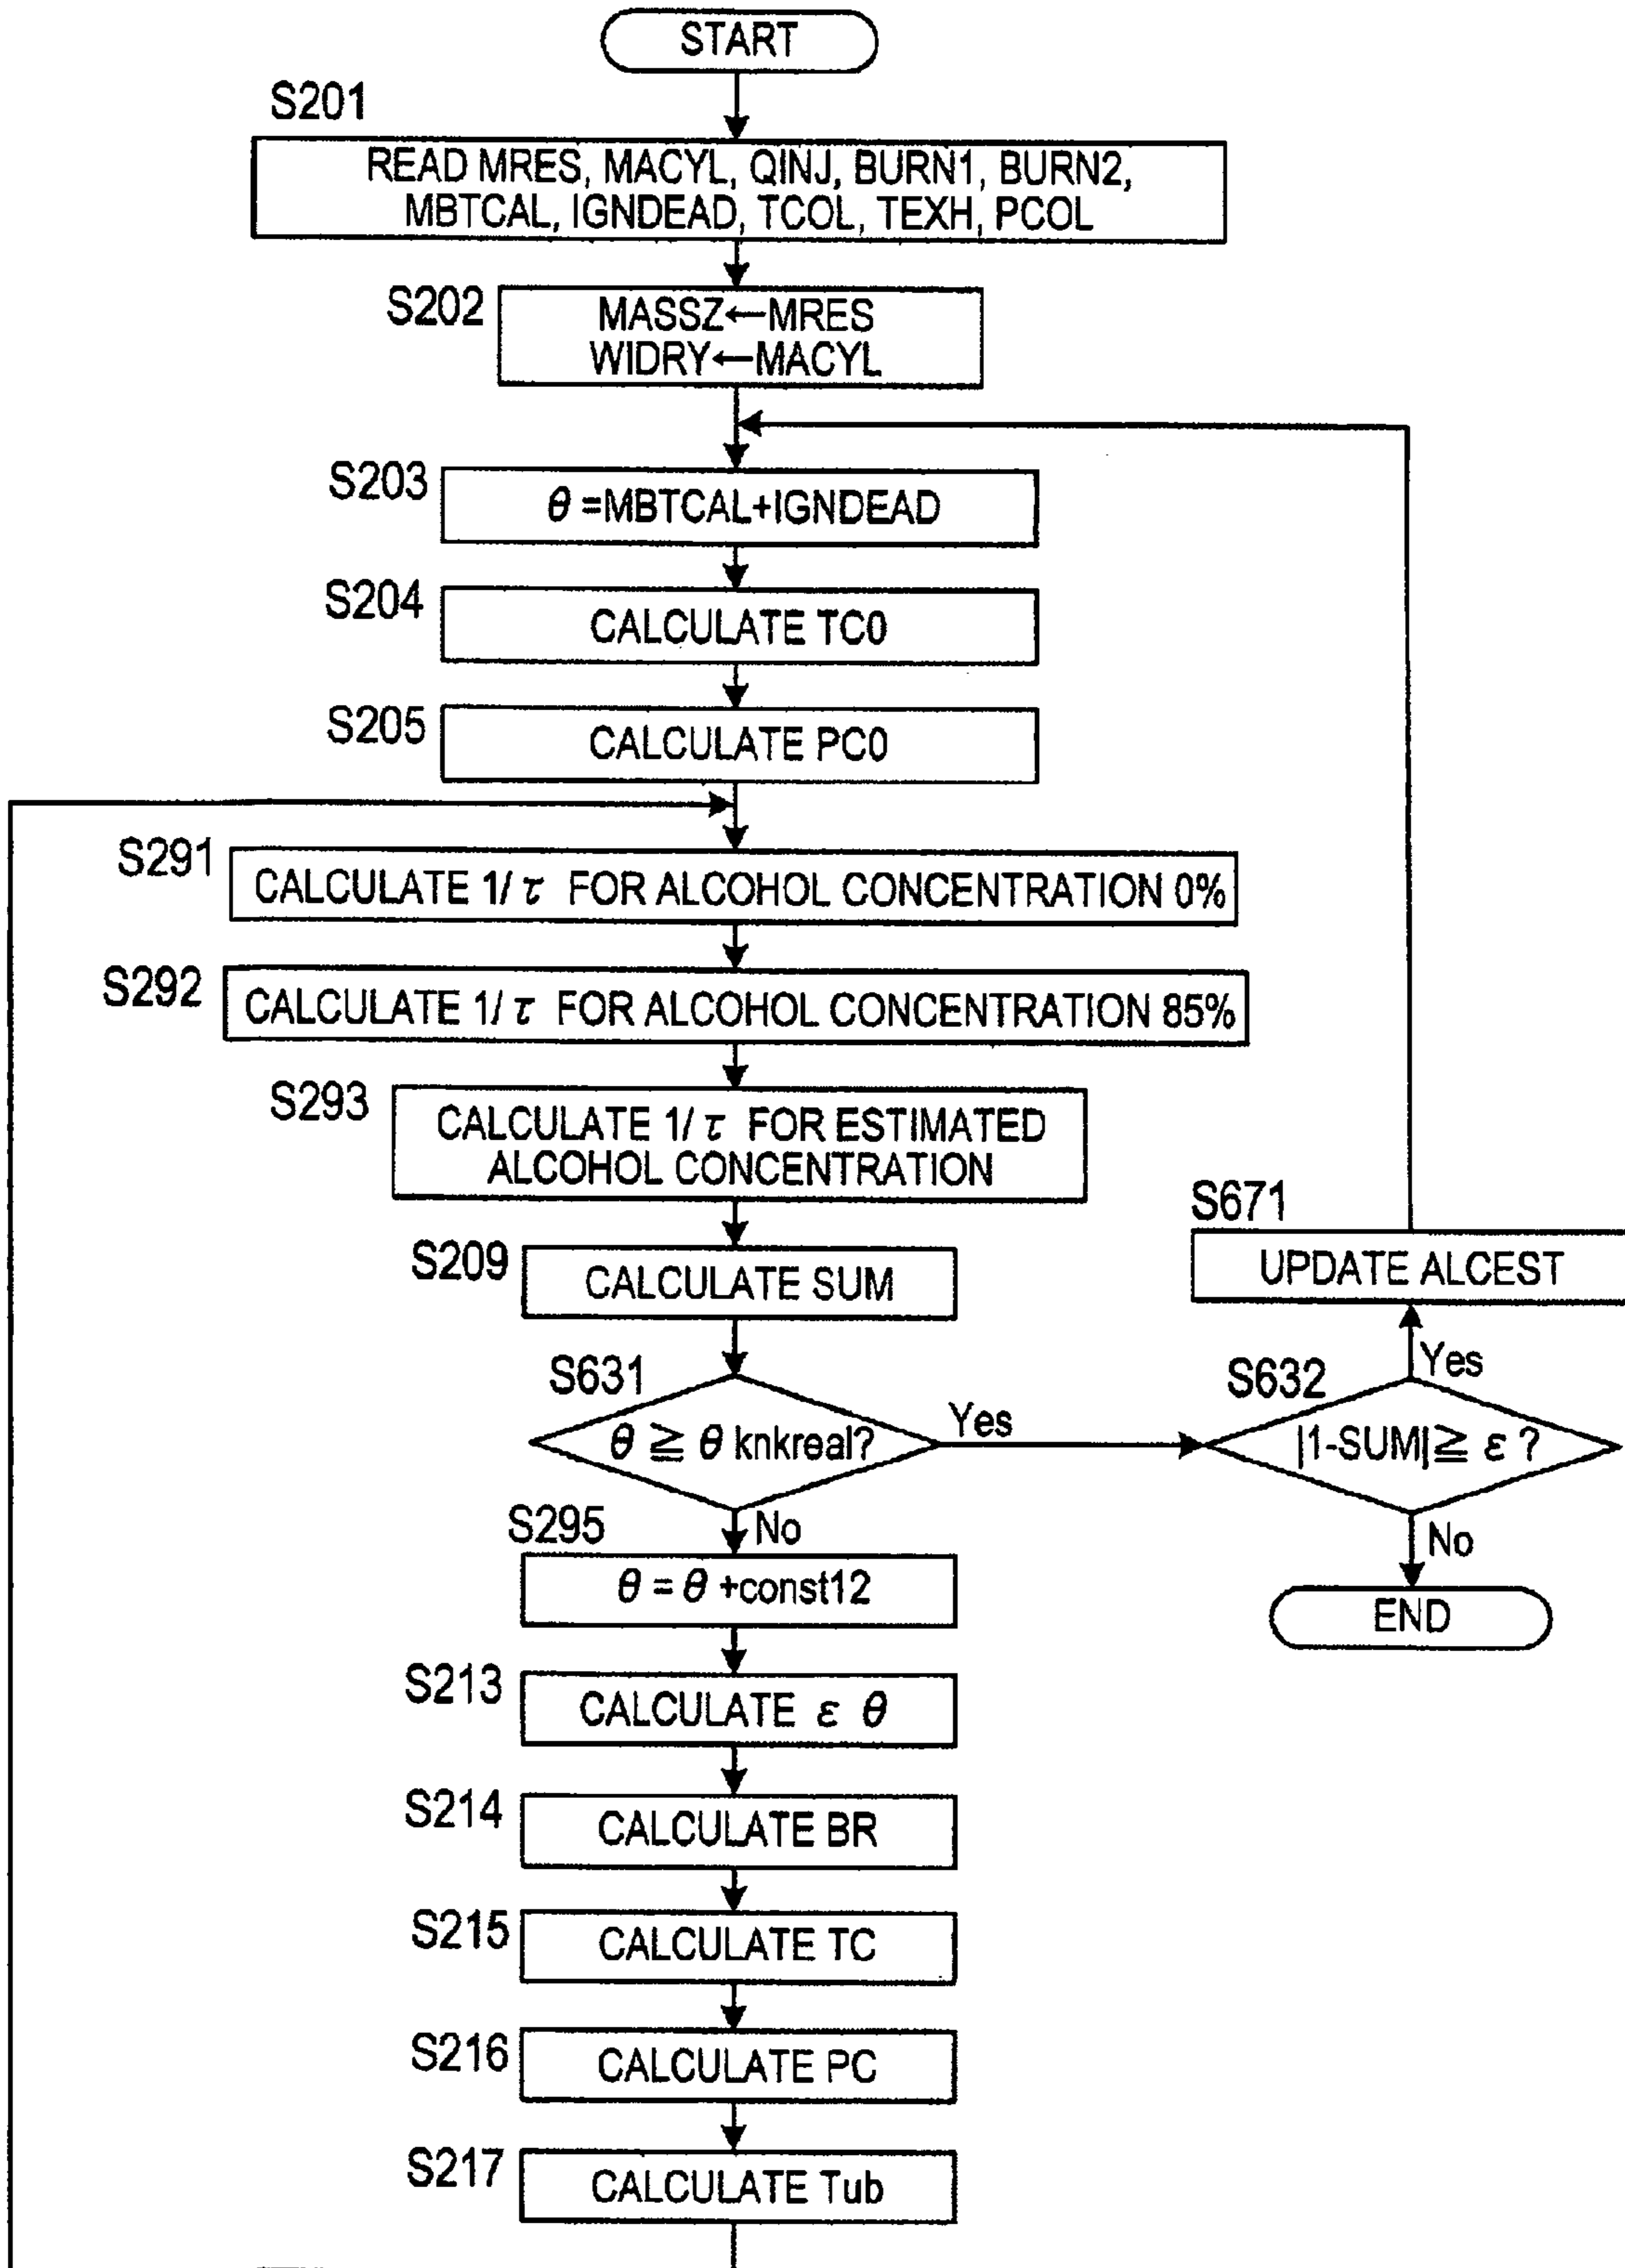 START
S201
READ MRES, MACYL, QINJ, BURN1, BURN2,
MBTCAL, IGNDEAD, TCOL, TEXH, PCOL
S202
MASSZ←MRES
WIDRY←MACYL
S203
θ =MBTCAL+IGNDEAD
S204
CALCULATE TC0
S205
CALCULATE PC0
S291
CALCULATE 1/ τ FOR ALCOHOL CONCENTRATION 0%
S292
CALCULATE 1/ τ FOR ALCOHOL CONCENTRATION 85%
S293
CALCULATE 1/ τ FOR ESTIMATED
ALCOHOL CONCENTRATION
S209
CALCULATE SUM
S671
UPDATE ALCEST
S631
θ ≧ θ knkreal?
Yes
S632
|1-SUM|≧ ε ?
Yes
No
END
No
S295
θ = θ +const12
S213
CALCULATE ε θ
S214
CALCULATE BR
S215
CALCULATE TC
S216
CALCULATE PC
S217
CALCULATE Tub